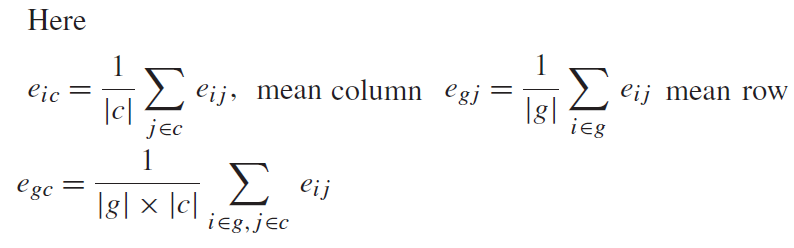 Here
e_{ic} = \frac{1}{|c|} \sum_{j \in c} e_{ij}, mean column e_{gj} = \frac{1}{|g|} \sum_{i \in g} e_{ij} mean row
e_{gc} = \frac{1}{|g| \times |c|} \sum_{i \in g, j \in c} e_{ij}